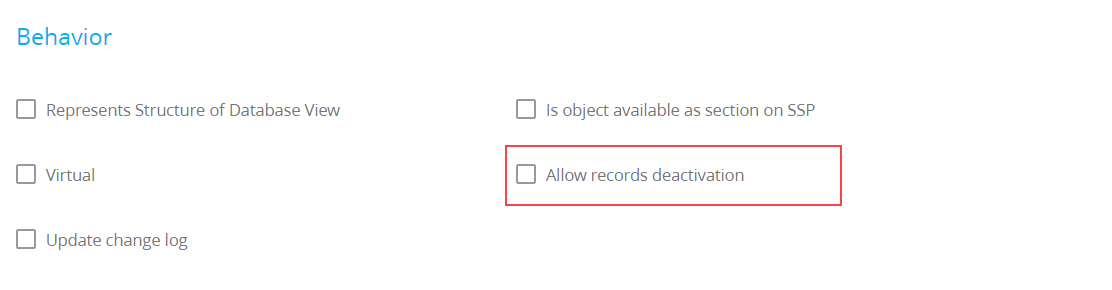 Behavior
Represents Structure of Database View
Is object available as section on SSP
Virtual
Allow records deactivation
Update change log